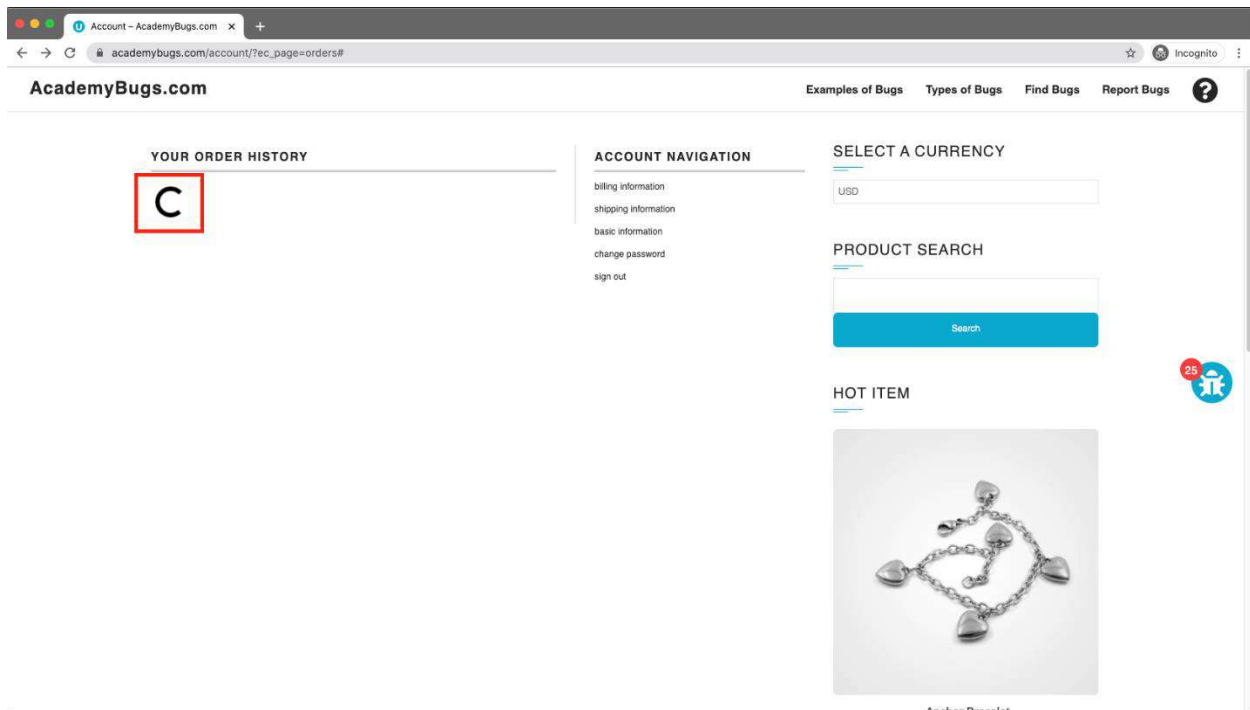 Account – AcademyBugs.com
academybugs.com/account/?ec_page=orders#
Incognito
AcademyBugs.com
Examples of Bugs
Types of Bugs
Find Bugs
Report Bugs
?
YOUR ORDER HISTORY
ACCOUNT NAVIGATION
billing information
shipping information
basic information
change password
sign out
SELECT A CURRENCY
USD
PRODUCT SEARCH
Search
25
HOT ITEM
Anchor Bracelet